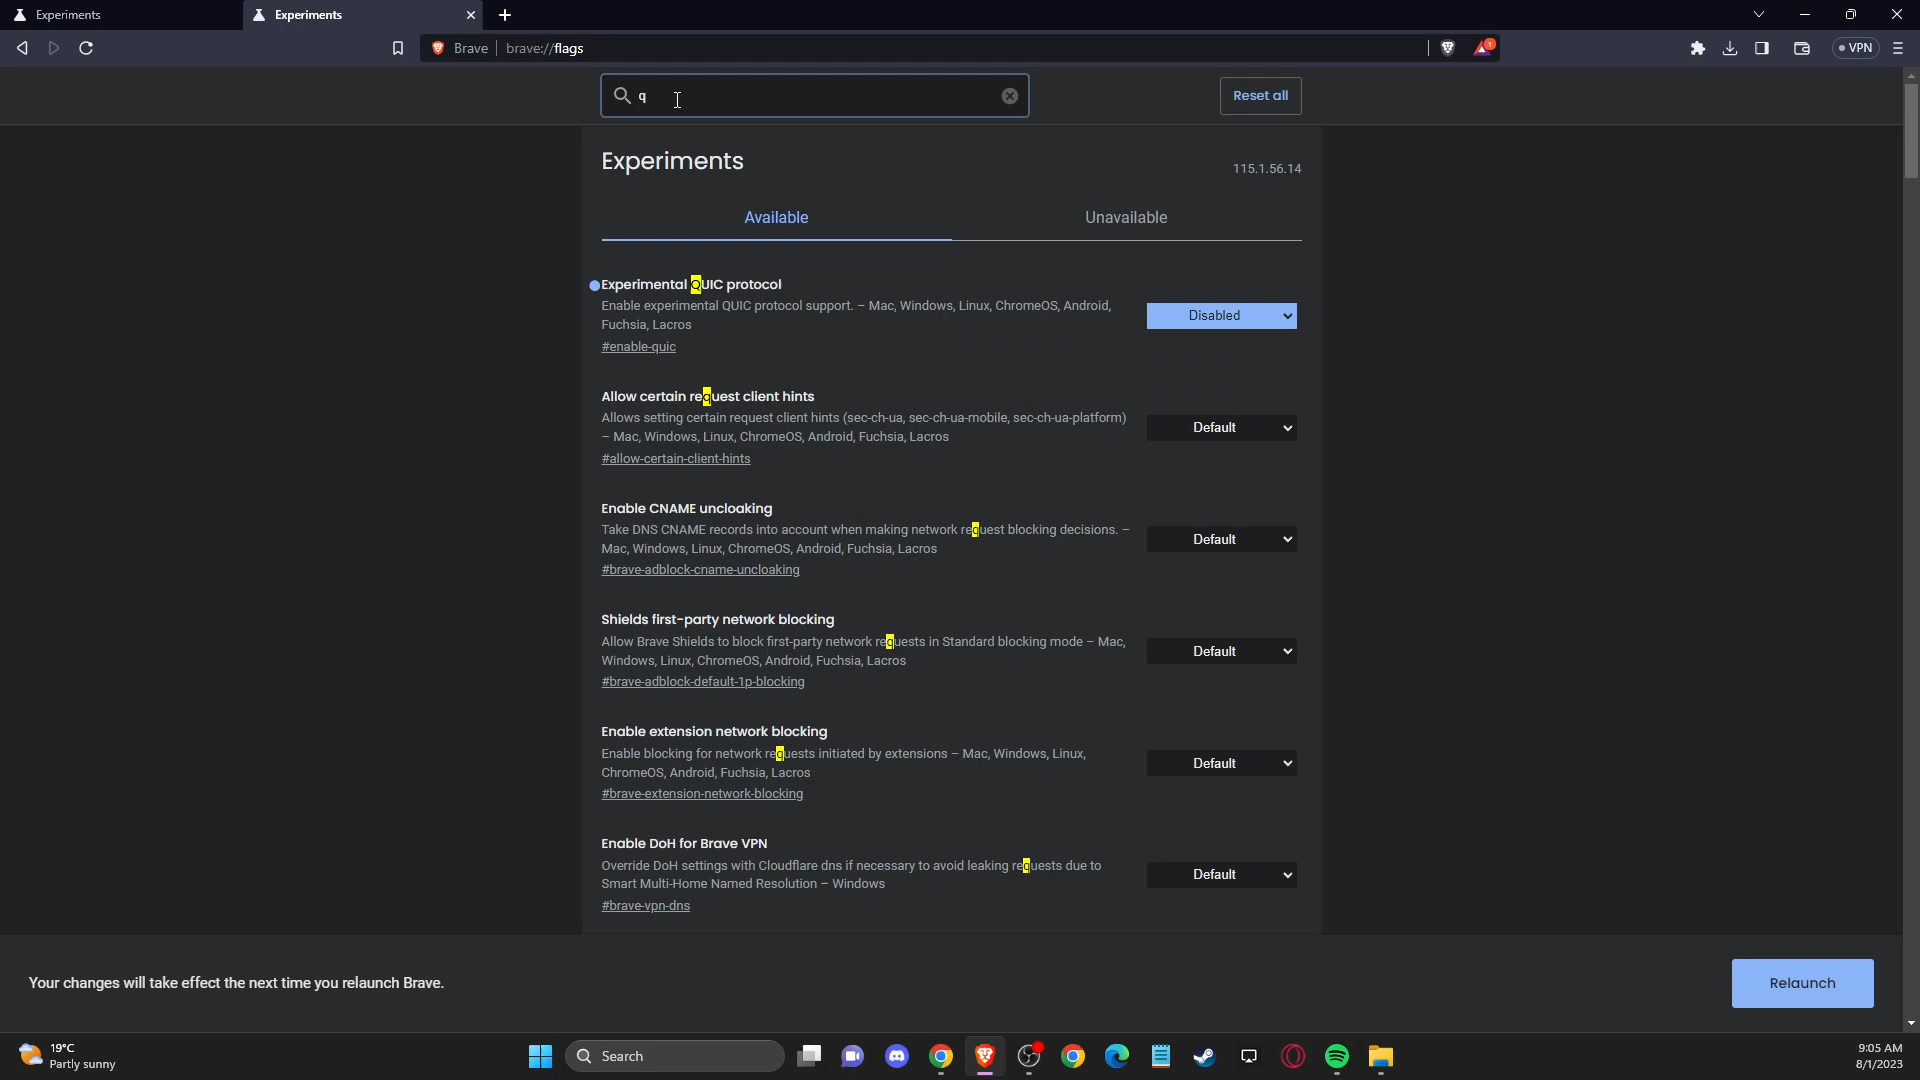 Experiments
Experiments
Brave
brave://flags
1
VPN
q
Reset all
Experiments
115.1.56.14
Available
Unavailable
Experimental QUIC protocol
Enable experimental QUIC protocol support. – Mac, Windows, Linux, ChromeOS, Android,
Fuchsia, Lacros
#enable-quic
Disabled
Allow certain request client hints
Allows setting certain request client hints (sec-ch-ua, sec-ch-ua-mobile, sec-ch-ua-platform)
– Mac, Windows, Linux, ChromeOS, Android, Fuchsia, Lacros
#allow-certain-client-hints
Default
Enable CNAME uncloaking
Take DNS CNAME records into account when making network request blocking decisions. –
Mac, Windows, Linux, ChromeOS, Android, Fuchsia, Lacros
#brave-adblock-cname-uncloaking
Default
Shields first-party network blocking
Allow Brave Shields to block first-party network requests in Standard blocking mode – Mac,
Windows, Linux, ChromeOS, Android, Fuchsia, Lacros
#brave-adblock-default-1p-blocking
Default
Enable extension network blocking
Enable blocking for network requests initiated by extensions – Mac, Windows, Linux,
ChromeOS, Android, Fuchsia, Lacros
#brave-extension-network-blocking
Default
Enable DoH for Brave VPN
Override DoH settings with Cloudflare dns if necessary to avoid leaking requests due to
Smart Multi-Home Named Resolution – Windows
#brave-vpn-dns
Default
Your changes will take effect the next time you relaunch Brave.
Relaunch
19°C
Partly sunny
Search
9:05 AM
8/1/2023